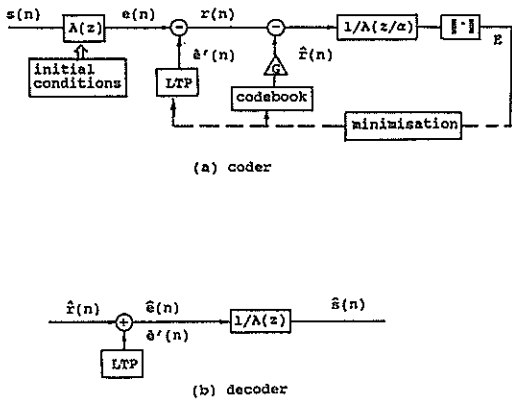 s(n) A(z) e(n) r(n) 1/A(z/α) ‖·‖ E
ê'(n) r̂(n)
G
initial
conditions
LTP
codebook
minimisation
(a) coder
r̂(n) ê(n) 1/A(z) ŝ(n)
ê'(n)
LTP
(b) decoder